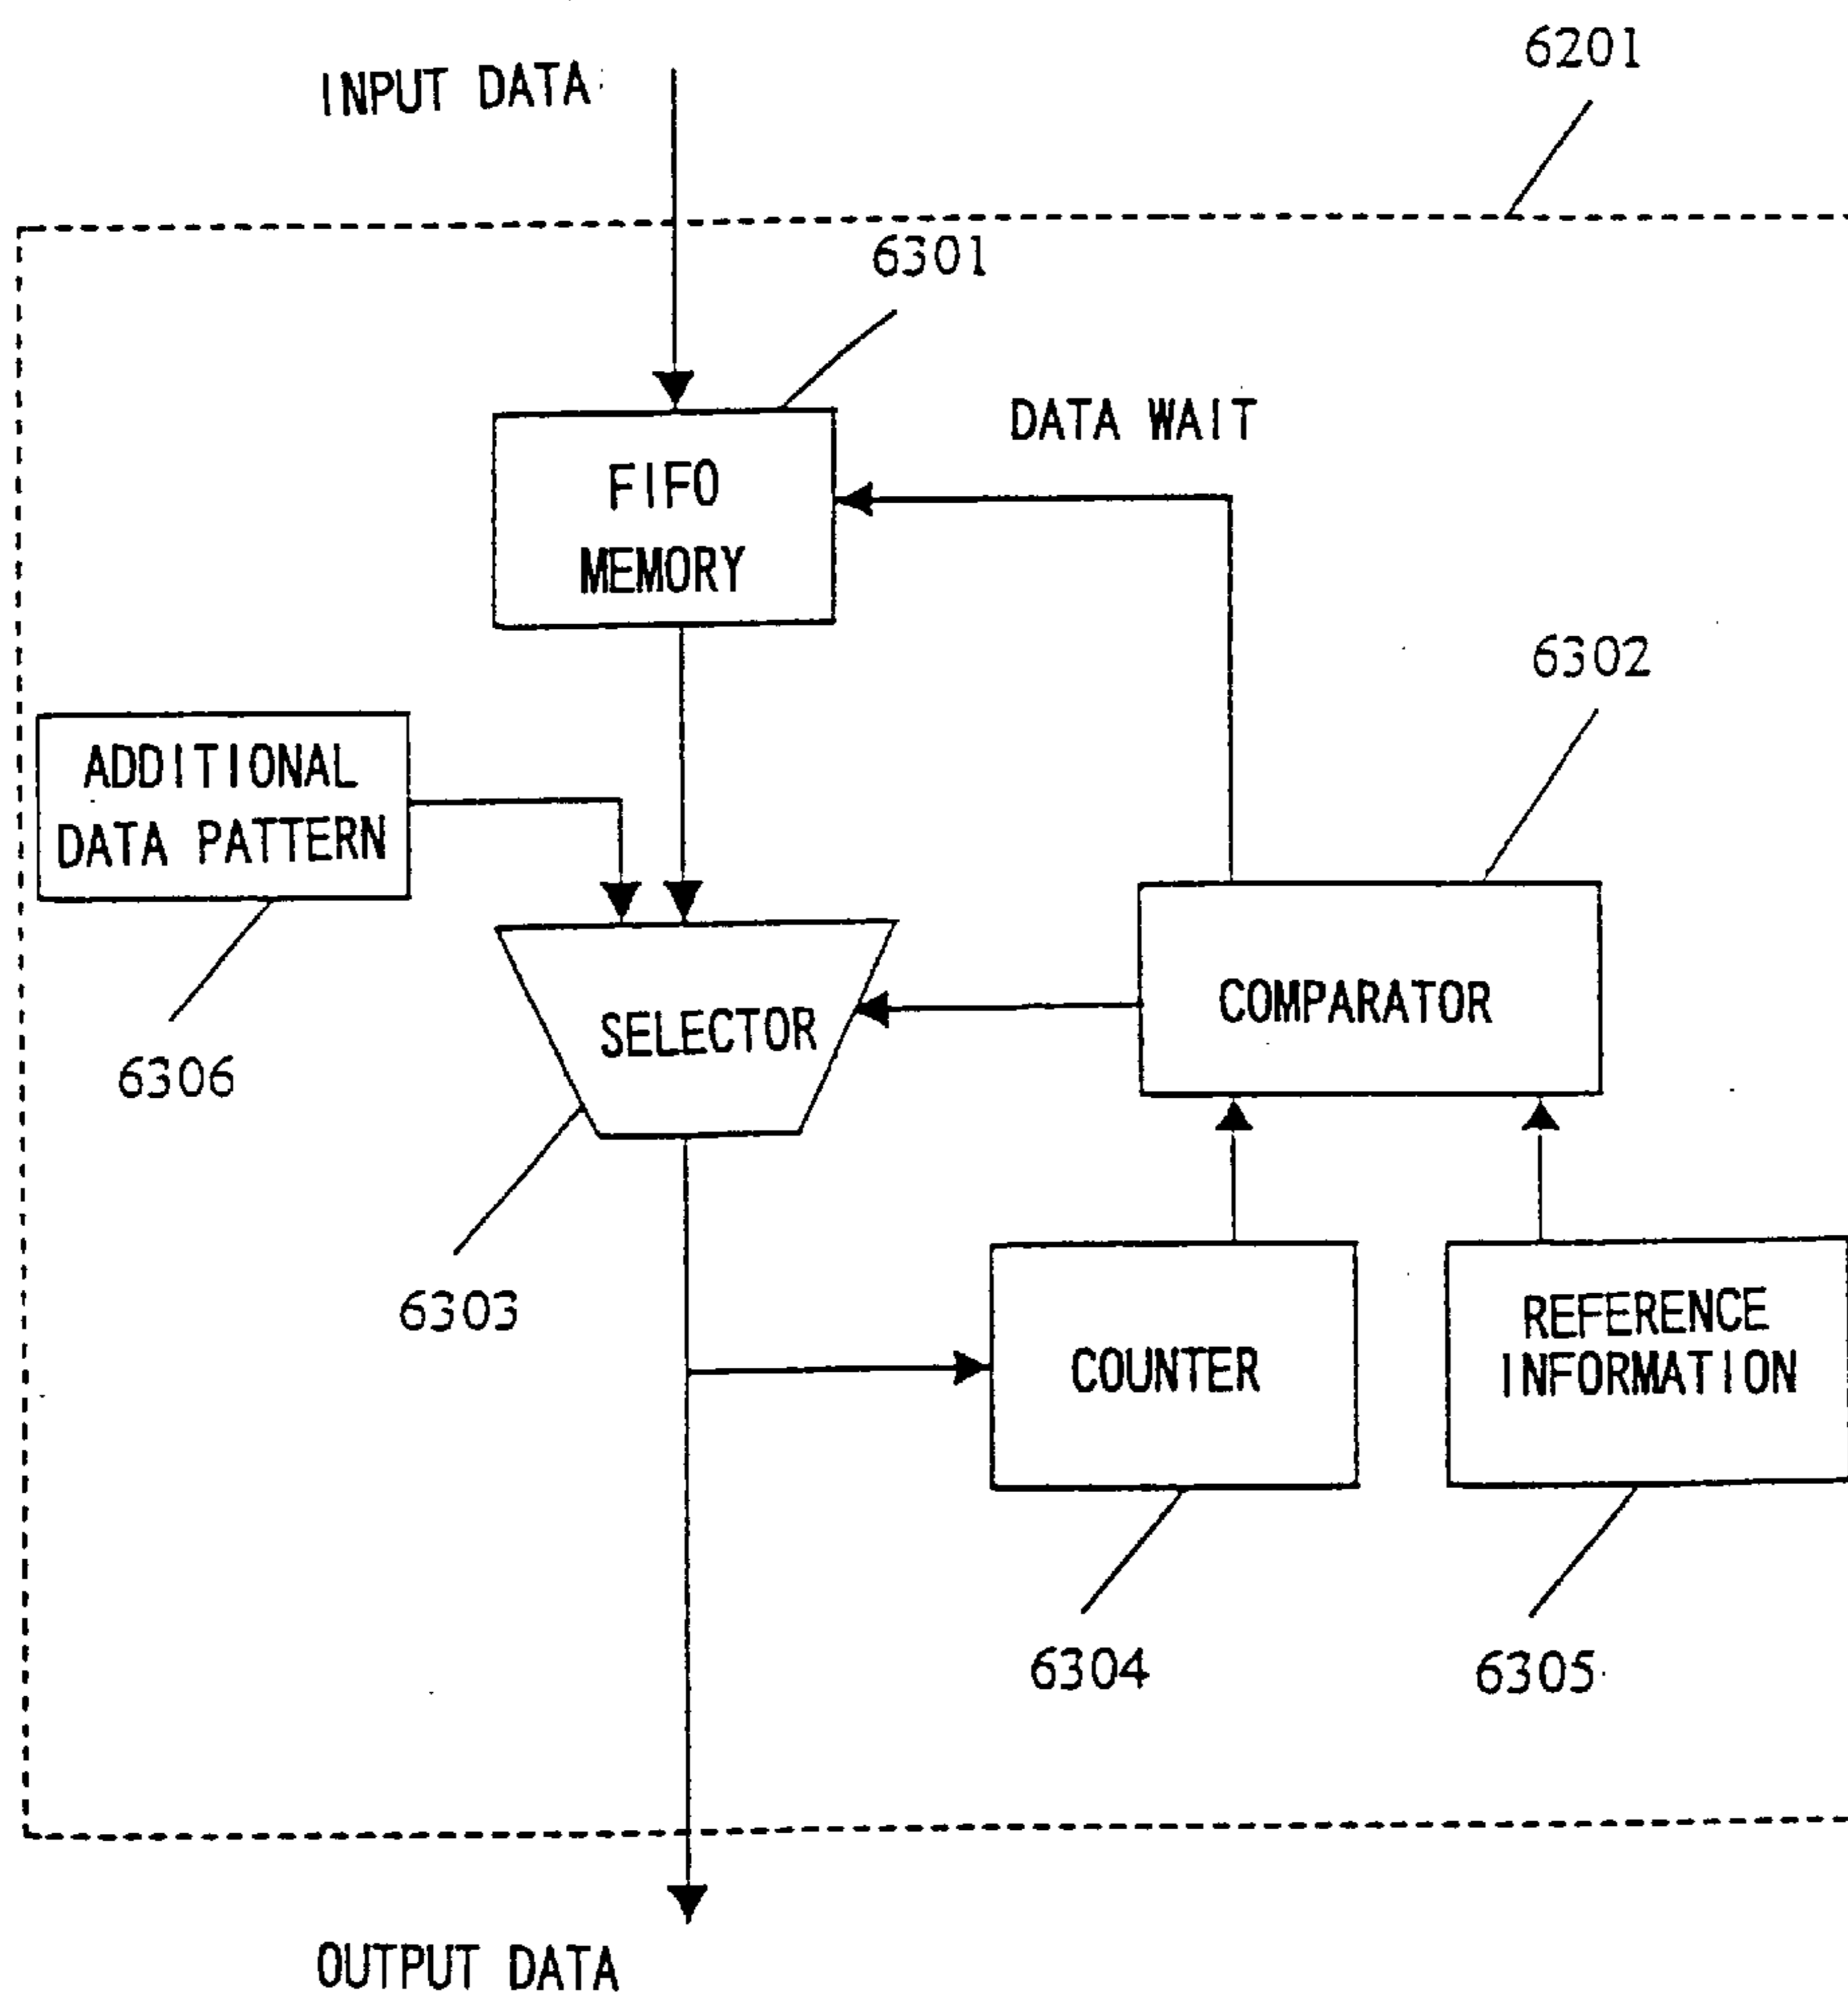 6201
INPUT DATA
6301
DATA WAIT
FIFO
MEMORY
6302
ADDITIONAL
DATA PATTERN
COMPARATOR
SELECTOR
6306
6303
REFERENCE
INFORMATION
COUNTER
6304
6305
OUTPUT DATA